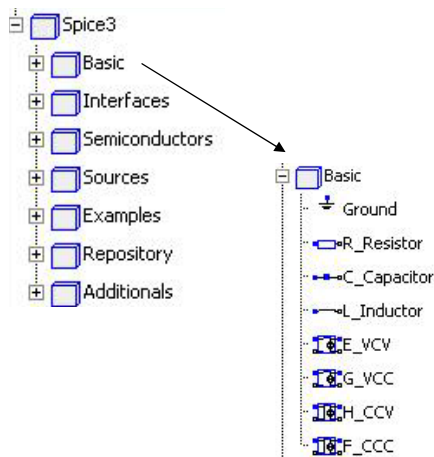 Spice3
Basic
Interfaces
Semiconductors
Sources
Examples
Repository
Additionals
Basic
Ground
R_Resistor
C_Capacitor
L_Inductor
E_VCV
G_VCC
H_CCV
F_CCC